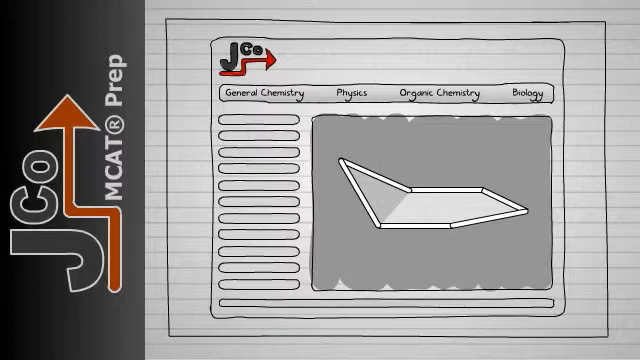 JCo
MCAT® Prep
JCo
General Chemistry Physics Organic Chemistry Biology